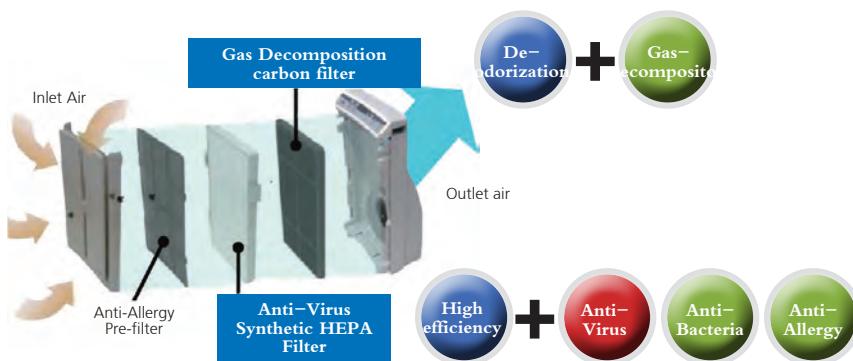 Gas Decomposition
carbon filter
De-
odorization
Gas-
ecomposito
Inlet Air
Outlet air
Anti-Allergy
Pre-filter
Anti-Virus
Synthetic HEPA
Filter
High
efficiency
Anti-
Virus
Anti-
Bacteria
Anti-
Allergy